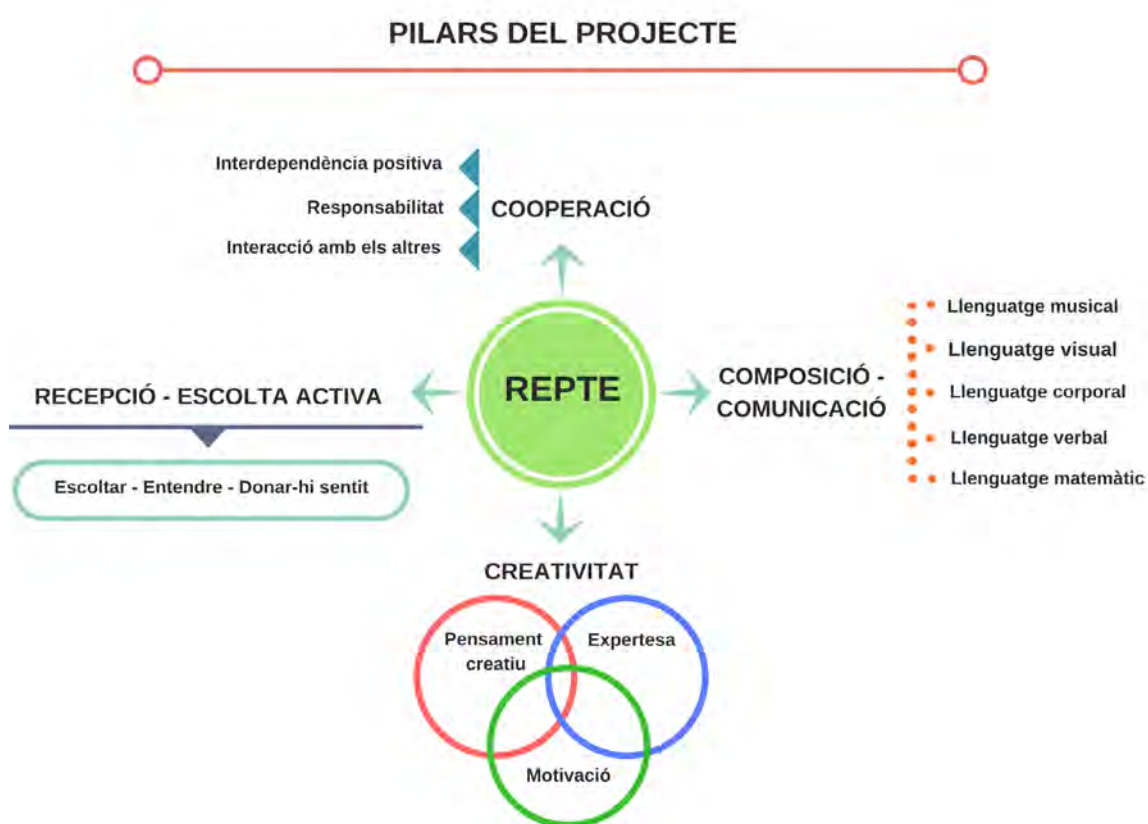 PILARS DEL PROJECTE
Interdependència positiva
Responsabilitat
Interacció amb els altres
COOPERACIÓ
REPTE
RECEPCIÓ - ESCOLTA ACTIVA
Escoltar - Entendre - Donar-hi sentit
COMPOSICIÓ -
COMUNICACIÓ
Llenguatge musical
Llenguatge visual
Llenguatge corporal
Llenguatge verbal
Llenguatge matemàtic
CREATIVITAT
Pensament
creatiu
Expertesa
Motivació